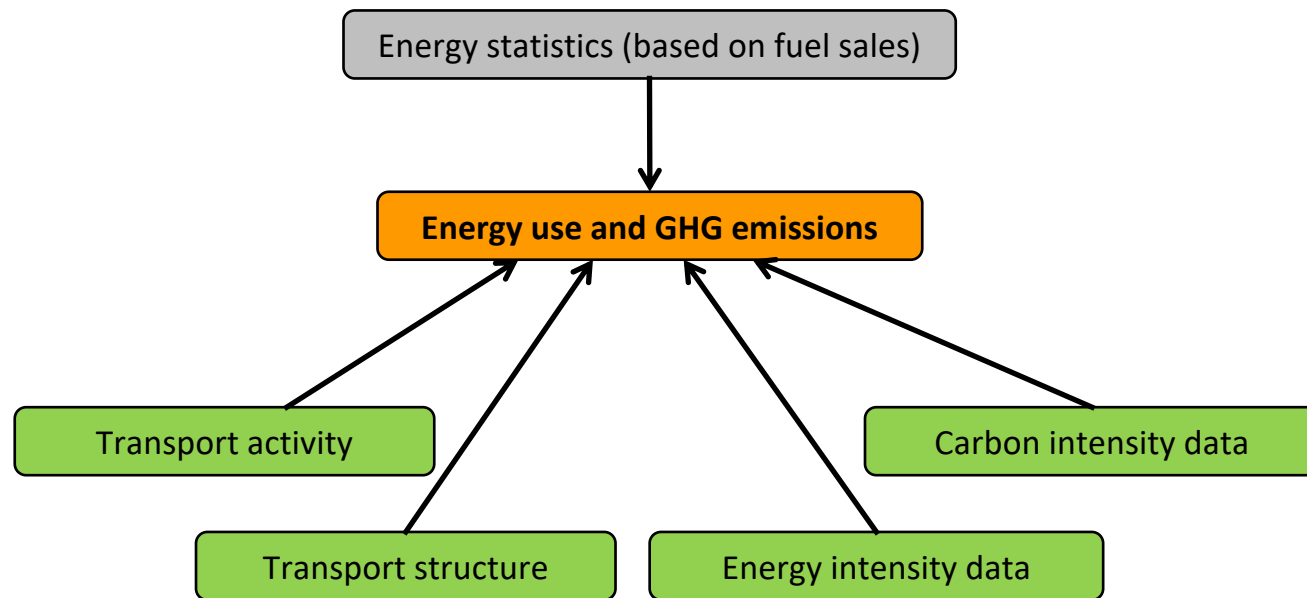 Energy statistics (based on fuel sales)
Energy use and GHG emissions
Transport activity
Carbon intensity data
Transport structure
Energy intensity data